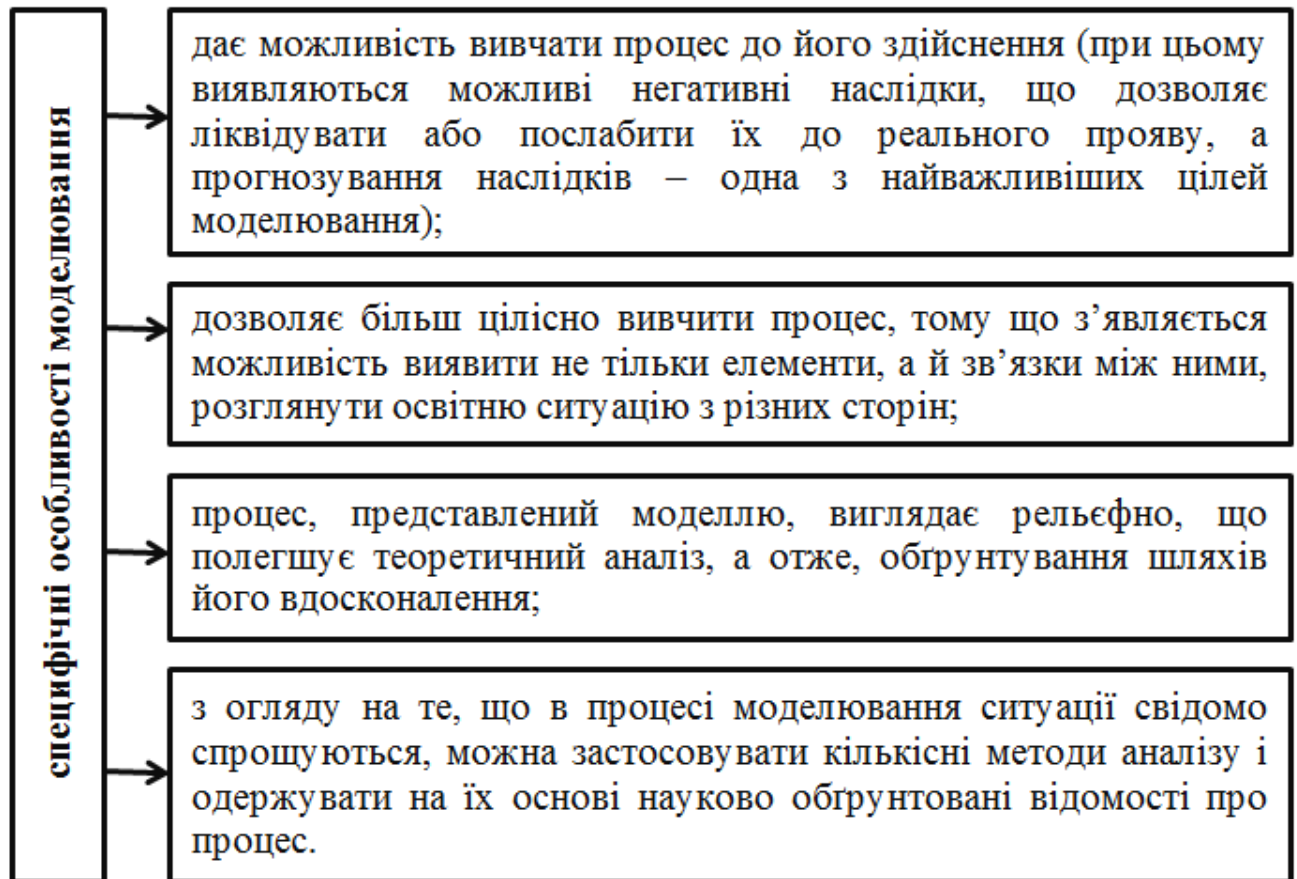 специфічні особливості моделювання
дає можливість вивчати процес до його здійснення (при цьому
виявляються можливі негативні наслідки, що дозволяє
ліквідувати або послабити їх до реального прояву, а
прогнозування наслідків – одна з найважливіших цілей
моделювання);
дозволяє більш цілісно вивчити процес, тому що з’являється
можливість виявити не тільки елементи, а й зв’язки між ними,
розглянути освітню ситуацію з різних сторін;
процес, представлений моделлю, виглядає рельєфно, що
полегшує теоретичний аналіз, а отже, обґрунтування шляхів
його вдосконалення;
з огляду на те, що в процесі моделювання ситуації свідомо
спрощуються, можна застосовувати кількісні методи аналізу і
одержувати на їх основі науково обґрунтовані відомості про
процес.